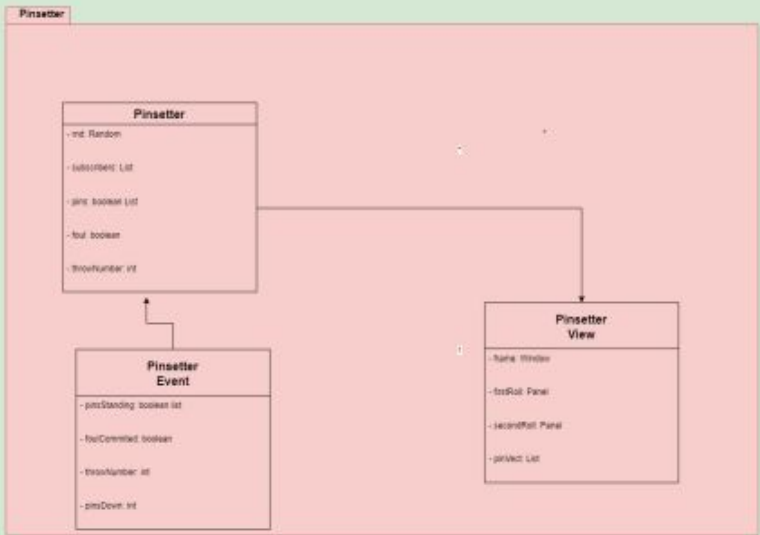 Pinsetter
Pinsetter
- rnd: Random
- subscribers: List
- pins: boolean List
- foul: boolean
- throwNumber: int
Pinsetter
View
- frame: Window
- firstRoll: Panel
- secondRoll: Panel
- pinVect: List
Pinsetter
Event
- pinsStanding: boolean list
- foulCommited: boolean
- throwNumber: int
- pinsDown: int